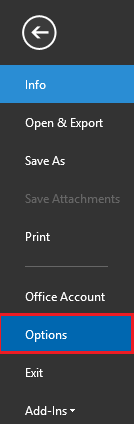 Info
Open & Export
Save As
Save Attachments
Print
Office Account
Options
Exit
Add-Ins